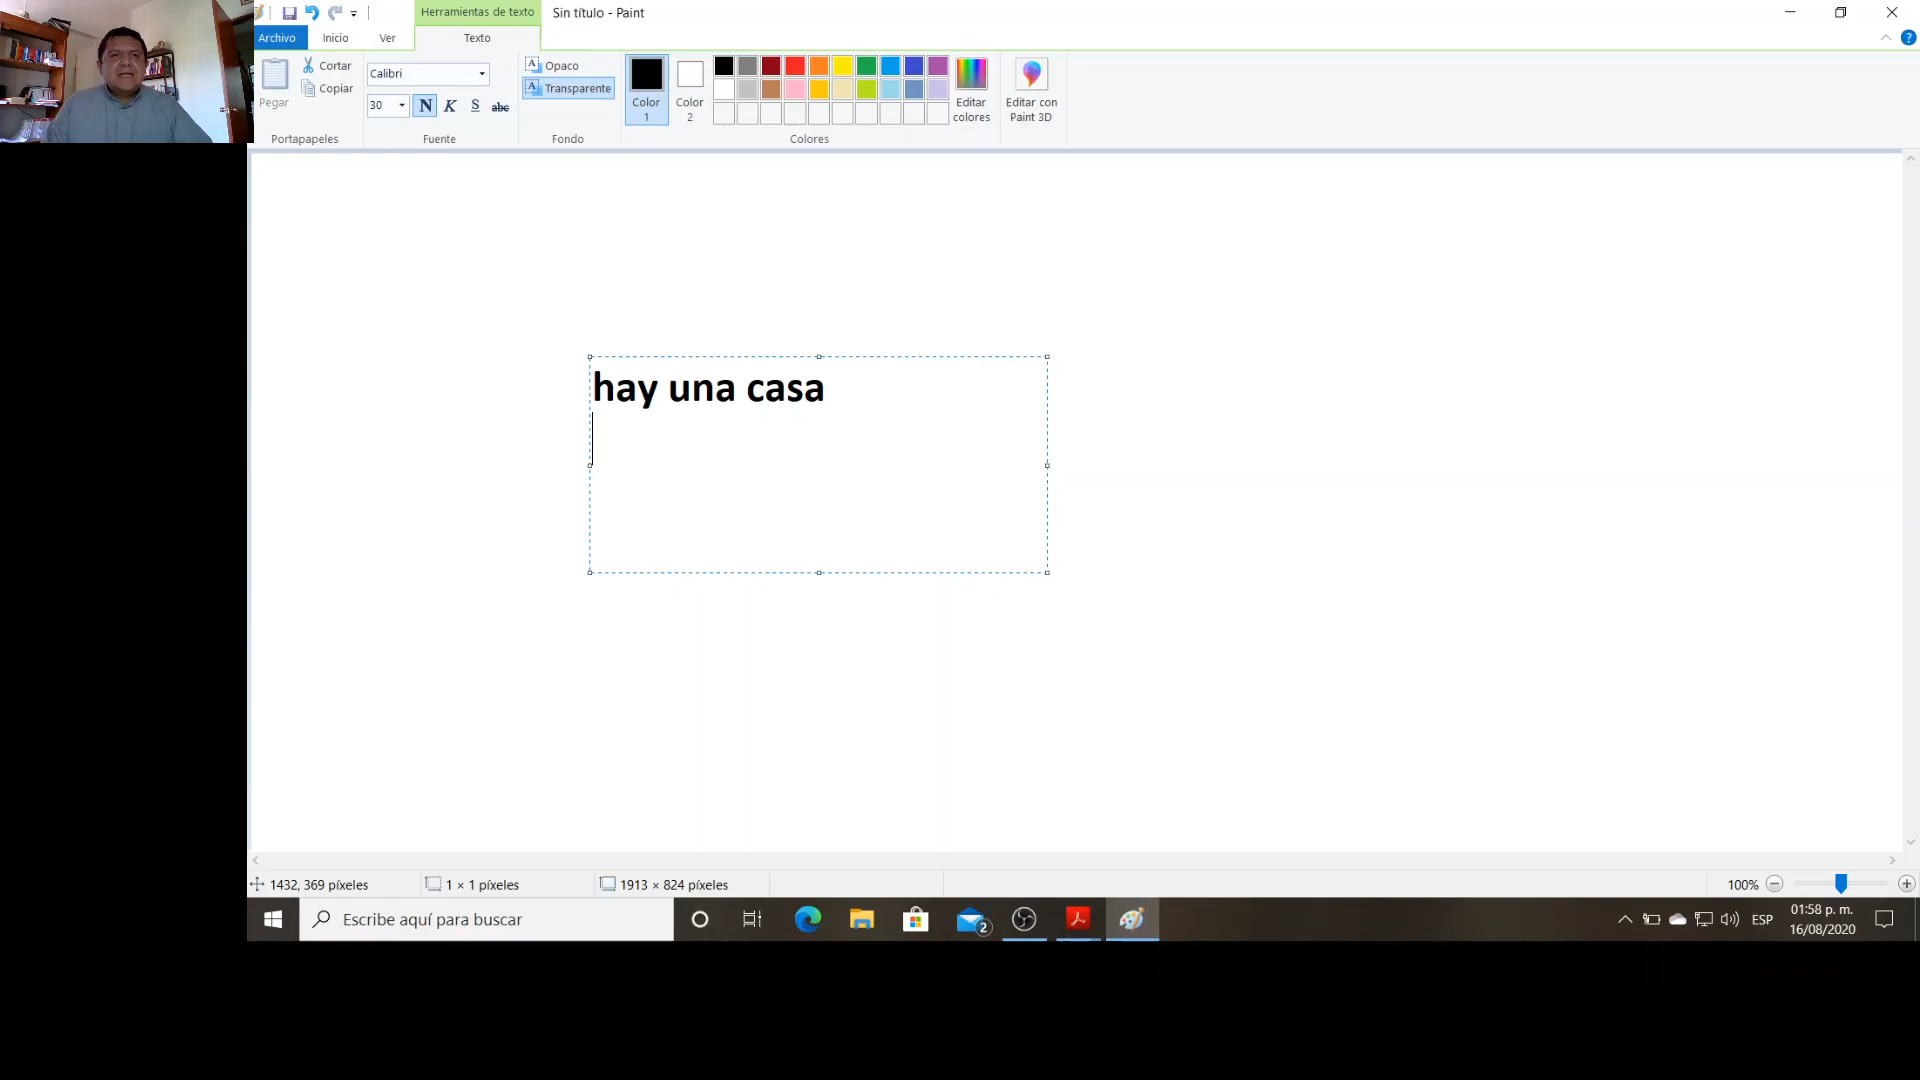 Herramientas de texto
Sin título - Paint
Archivo
Inicio
Ver
Texto
Pegar
Cortar
Copiar
Portapapeles
Calibri
30
N K S abc
Fuente
Opaco
Transparente
Fondo
Color
1
Color
2
Colores
Editar
colores
Editar con
Paint 3D
hay una casa
1432, 369 píxeles
1 × 1 píxeles
1913 × 824 píxeles
100%
Escribe aquí para buscar
2
ESP
01:58 p. m.
16/08/2020